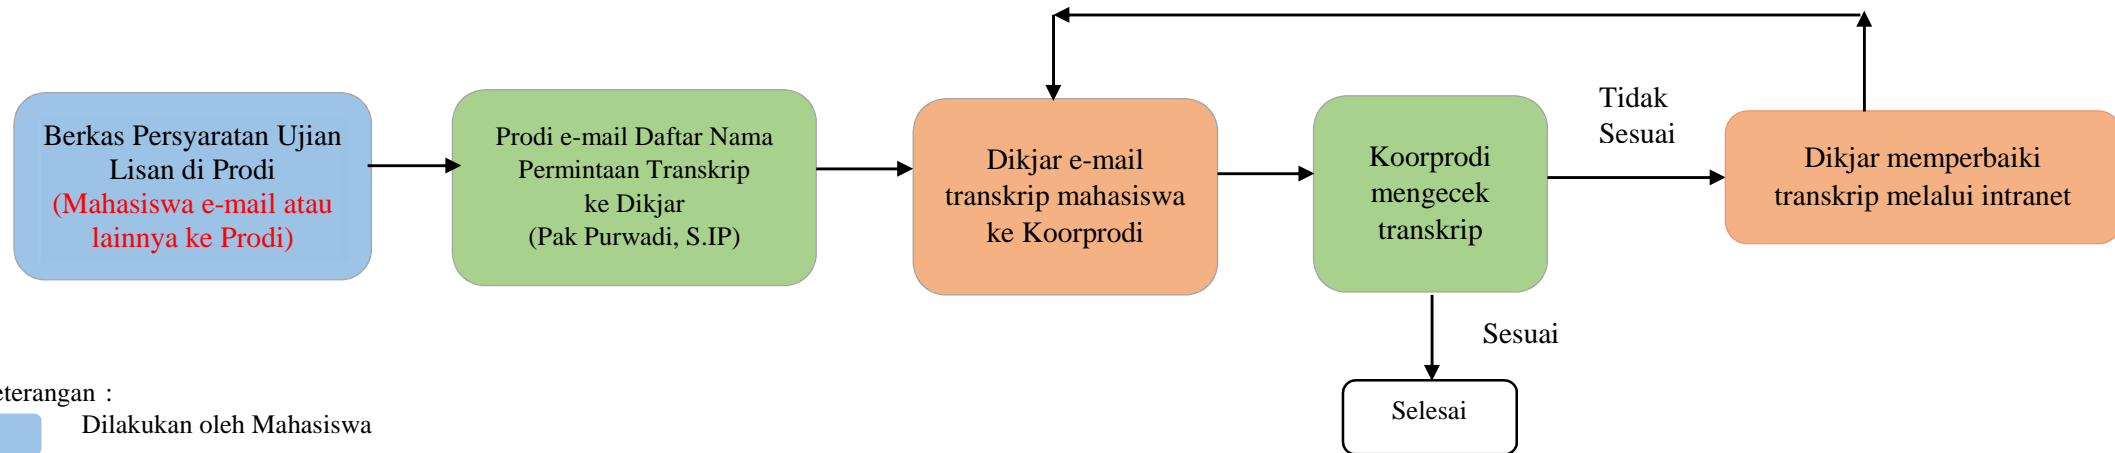 Berkas Persyaratan Ujian
Lisan di Prodi
(Mahasiswa e-mail atau
lainnya ke Prodi)
Prodi e-mail Daftar Nama
Permintaan Transkrip
ke Dikjar
(Pak Purwadi, S.IP)
Dikjar e-mail
transkrip mahasiswa
ke Koorprodi
Koorprodi
mengecek
transkrip
Tidak
Sesuai
Dikjar memperbaiki
transkrip melalui intranet
Sesuai
Selesai
eterangan :
Dilakukan oleh Mahasiswa